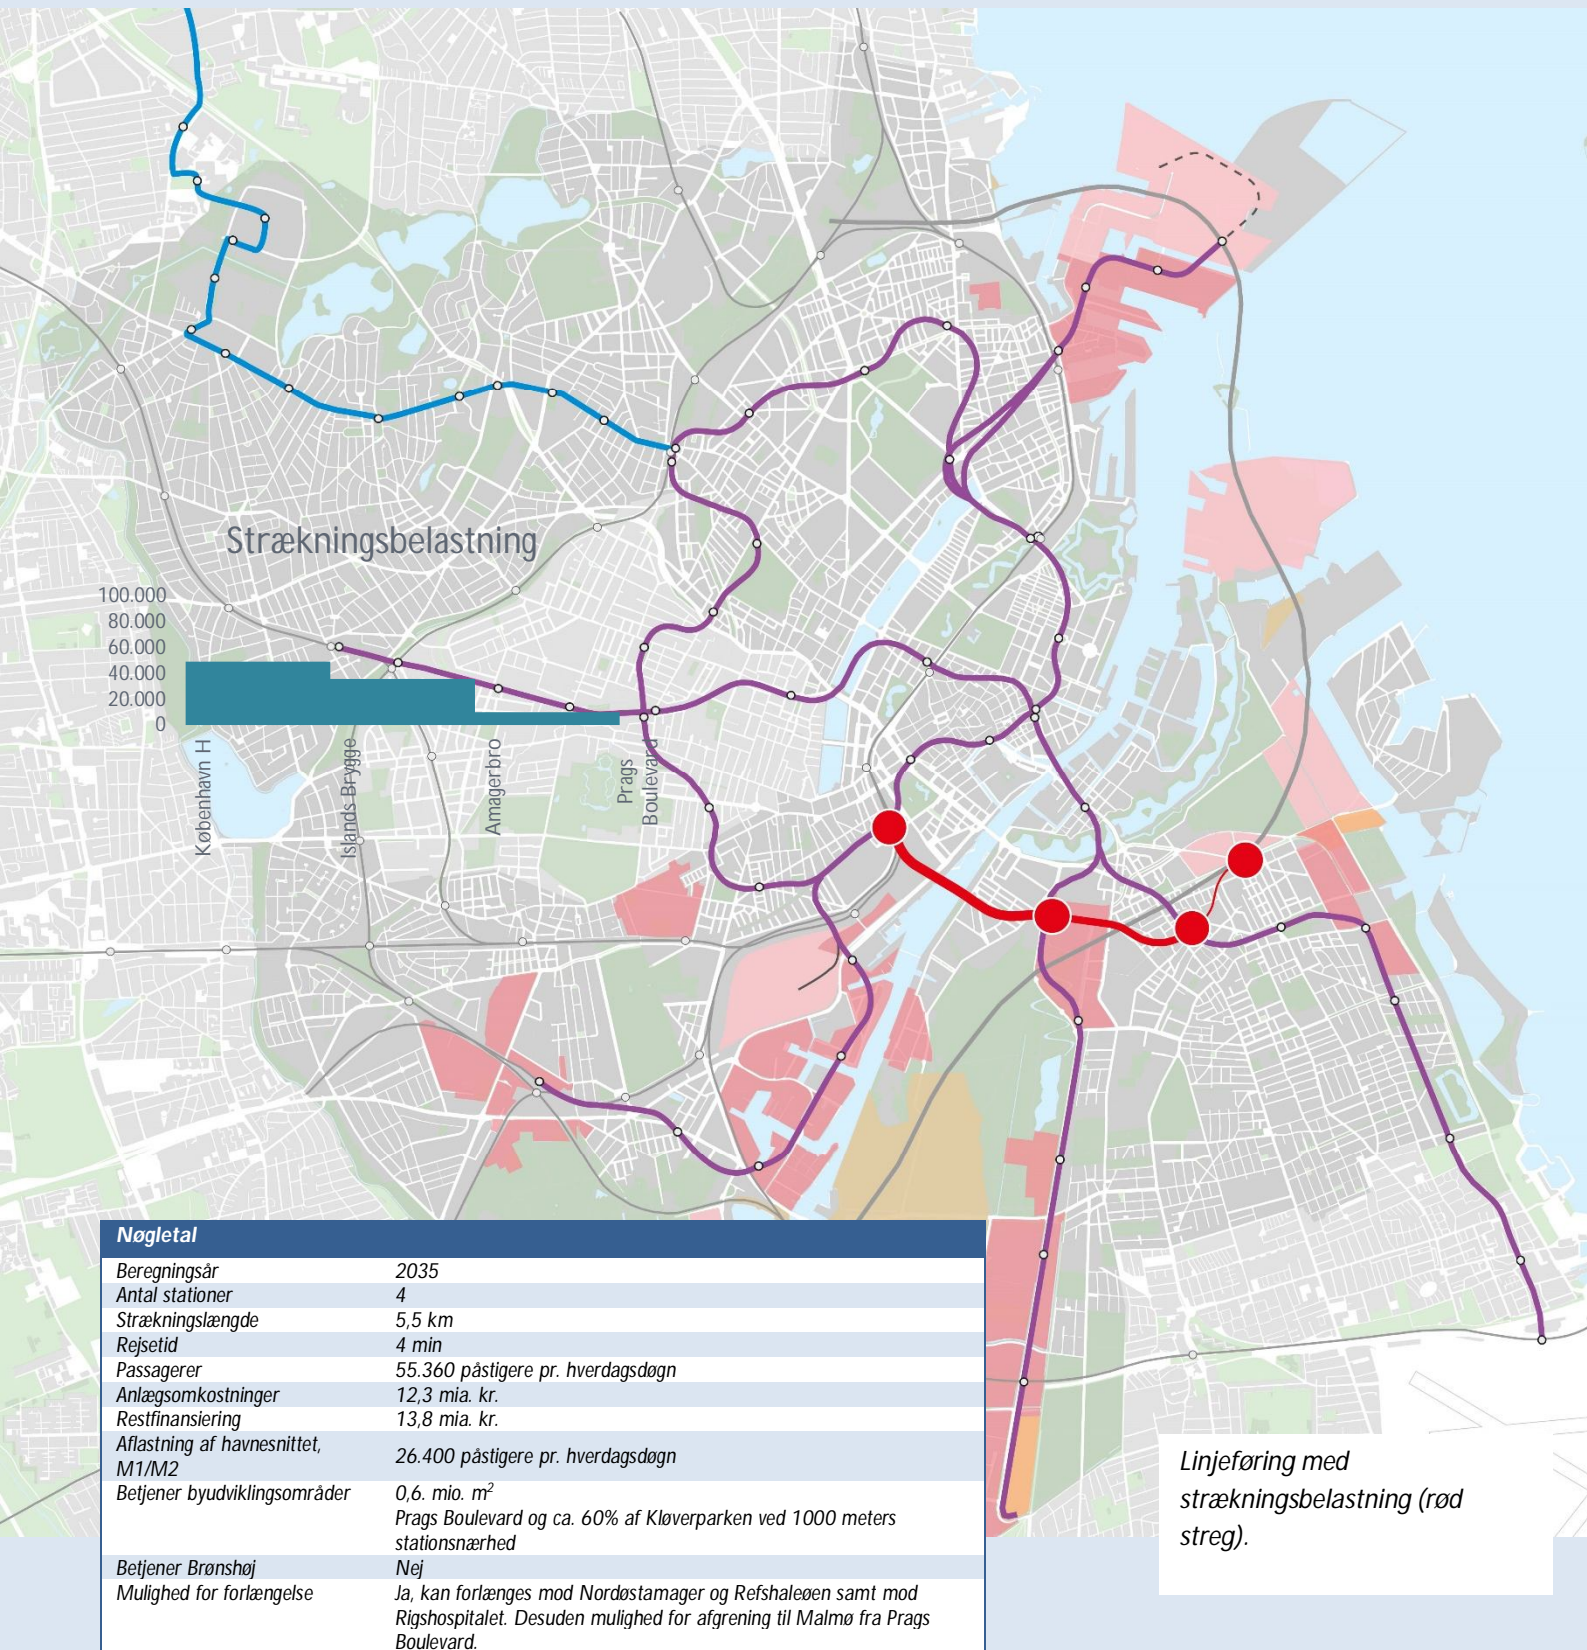 Strækningsbelastning
100.000
80.000
60.000
40.000
20.000
0
København H
Islands Brygge
Amagerbro
Prags
Boulevard
Nøgletal
Beregningsår 2035
Antal stationer 4
Strækningslængde 5,5 km
Rejsetid 4 min
Passagerer 55.360 påstigere pr. hverdagsdøgn
Anlægsomkostninger 12,3 mia. kr.
Restfinansiering 13,8 mia. kr.
Aflastning af havnesnittet,
M1/M2 26.400 påstigere pr. hverdagsdøgn
Betjener byudviklingsområder 0,6. mio. m²
Prags Boulevard og ca. 60% af Kløverparken ved 1000 meters
stationsnærhed
Betjener Brønshøj Nej
Mulighed for forlængelse Ja, kan forlænges mod Nordøstamager og Refshaleøen samt mod
Rigshospitalet. Desuden mulighed for afgrening til Malmø fra Prags
Boulevard.
Linjeføring med
strækningsbelastning (rød
streg).